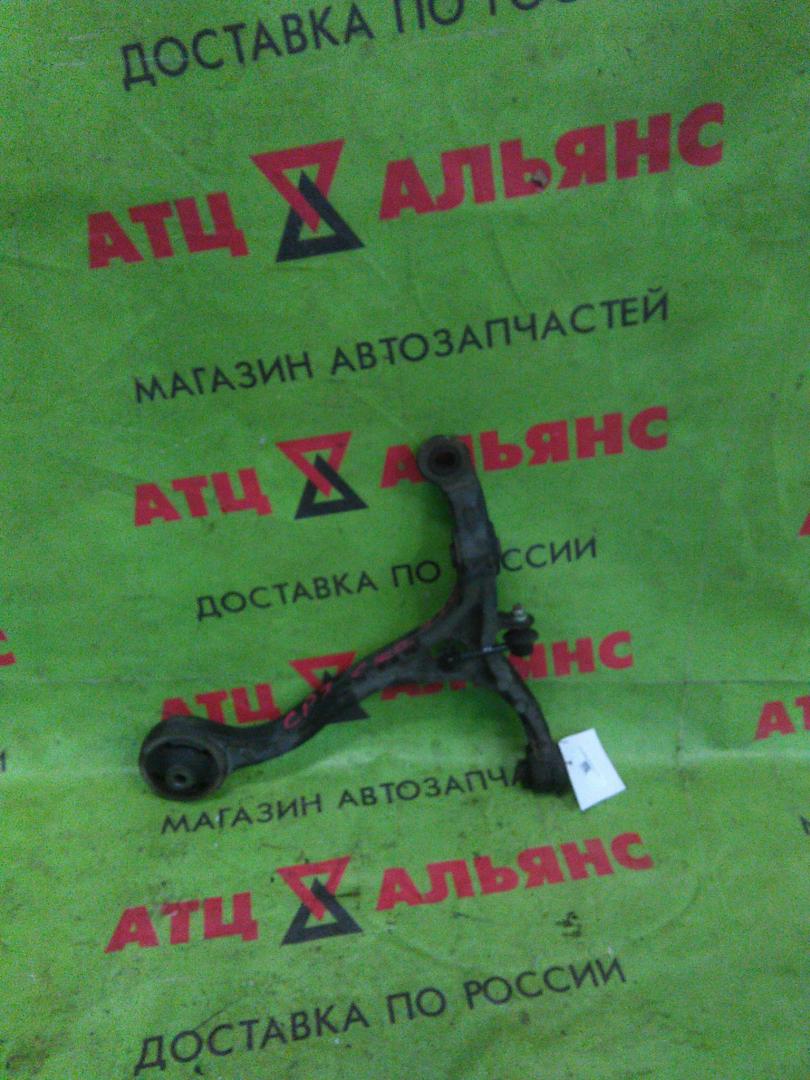 ДОСТАВКА ПО
АТЦ АЛЬЯНС
МАГАЗИН АВТОЗАПЧАСТЕЙ
АТЦ АЛЬЯНС
ДОСТАВКА ПО ССИИ
АТЦ НС
МАГАЗИН АВТОЗАПЧА
АТЦ АЛЬЯНС
ДОСТАВКА ПО РОССИИ